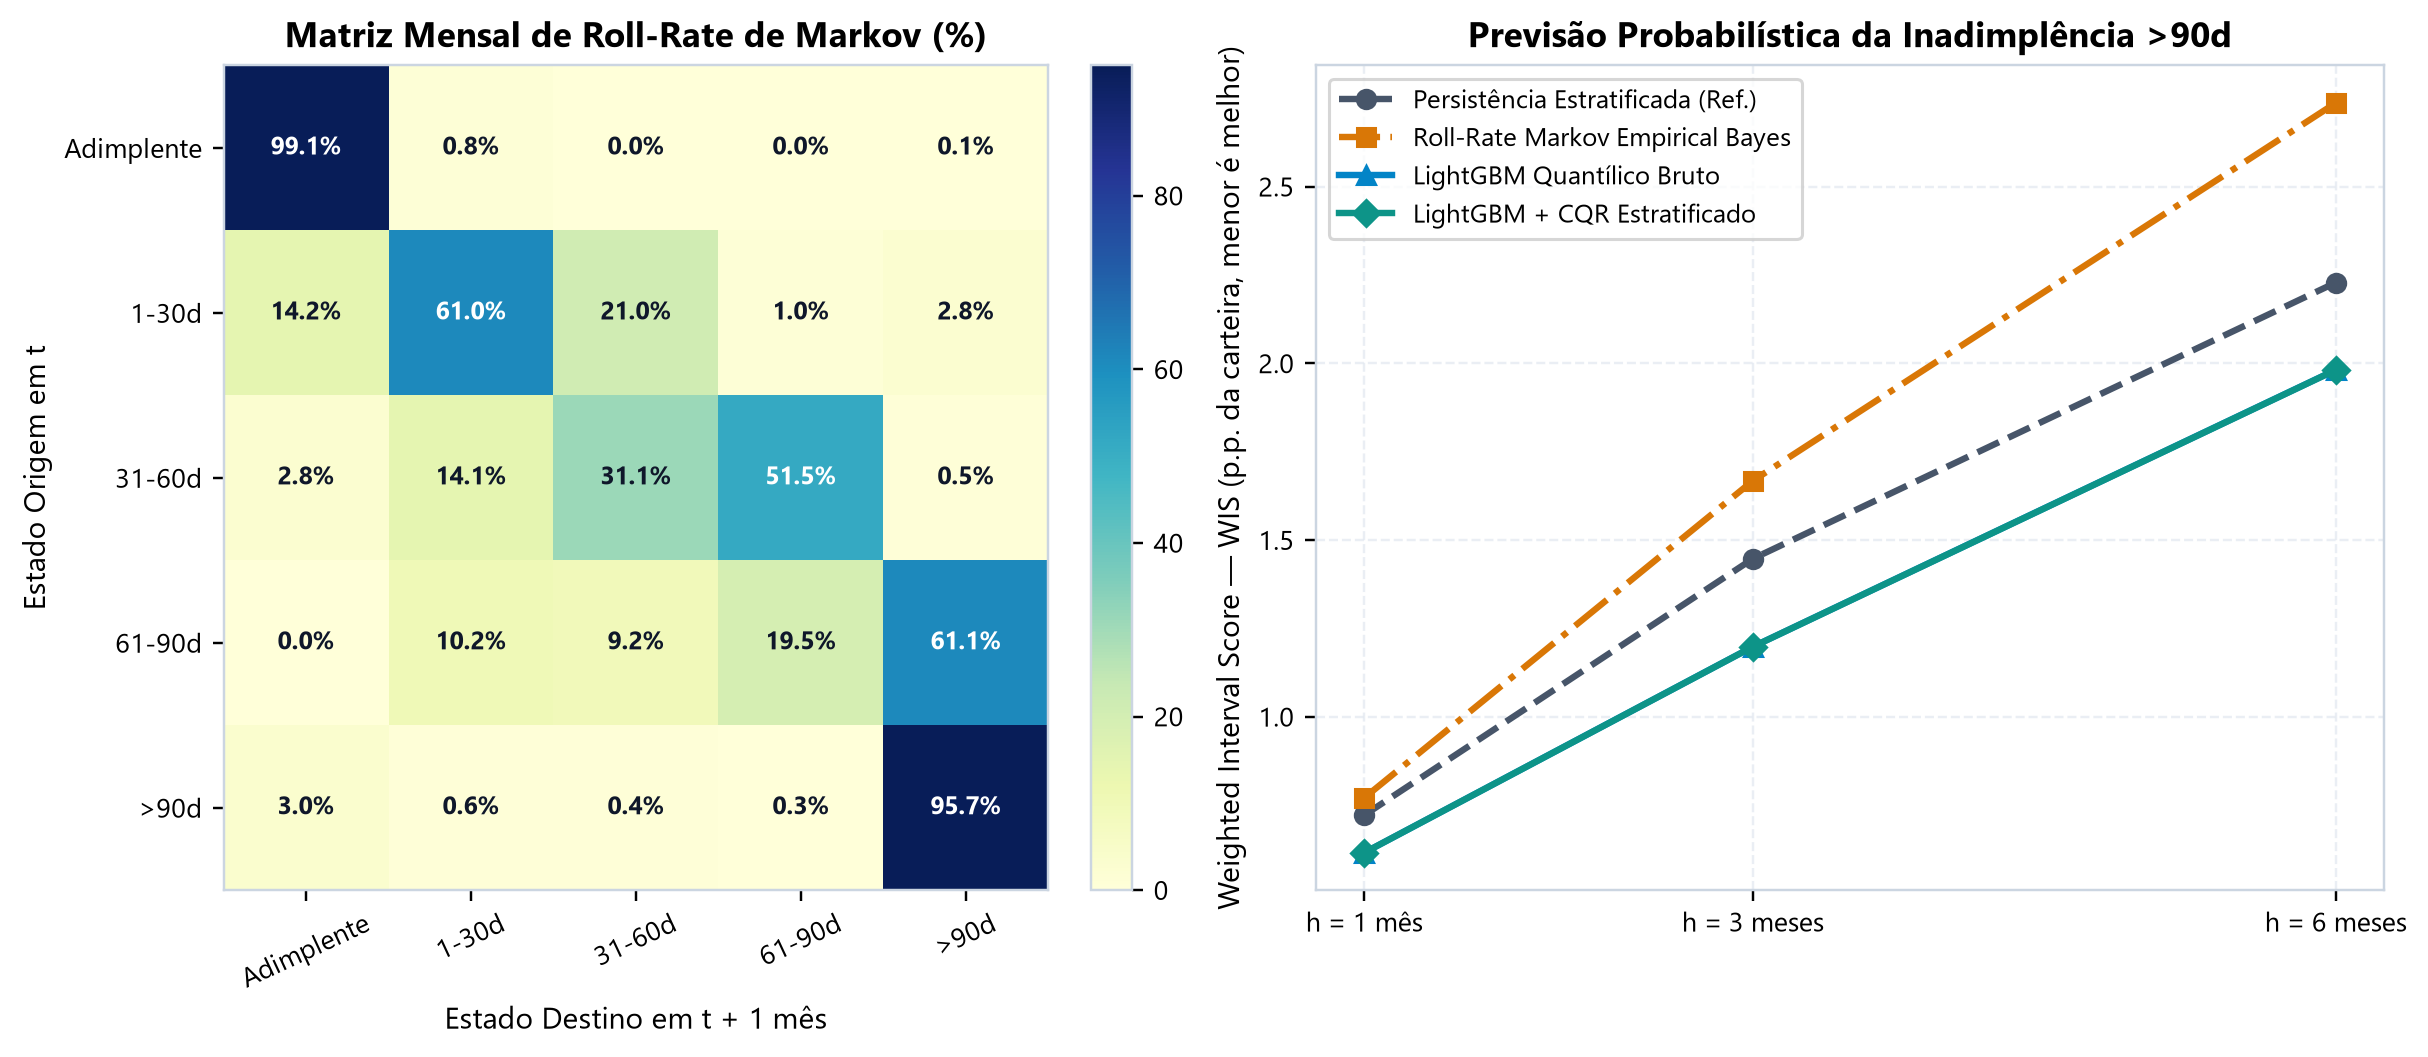 Matriz Mensal de Roll-Rate de Markov (%)
Estado Origem em t
Adimplente
99.1% 0.8% 0.0% 0.0% 0.1%
1-30d
14.2% 61.0% 21.0% 1.0% 2.8%
31-60d
2.8% 14.1% 31.1% 51.5% 0.5%
61-90d
0.0% 10.2% 9.2% 19.5% 61.1%
>90d
3.0% 0.6% 0.4% 0.3% 95.7%
Adimplente 1-30d 31-60d 61-90d >90d
Estado Destino em t + 1 mês
80
60
40
20
0
Previsão Probabilística da Inadimplência >90d
Weighted Interval Score — WIS (p.p. da carteira, menor é melhor)
Persistência Estratificada (Ref.)
Roll-Rate Markov Empirical Bayes
LightGBM Quantílico Bruto
LightGBM + CQR Estratificado
2.5
2.0
1.5
1.0
h = 1 mês h = 3 meses h = 6 meses